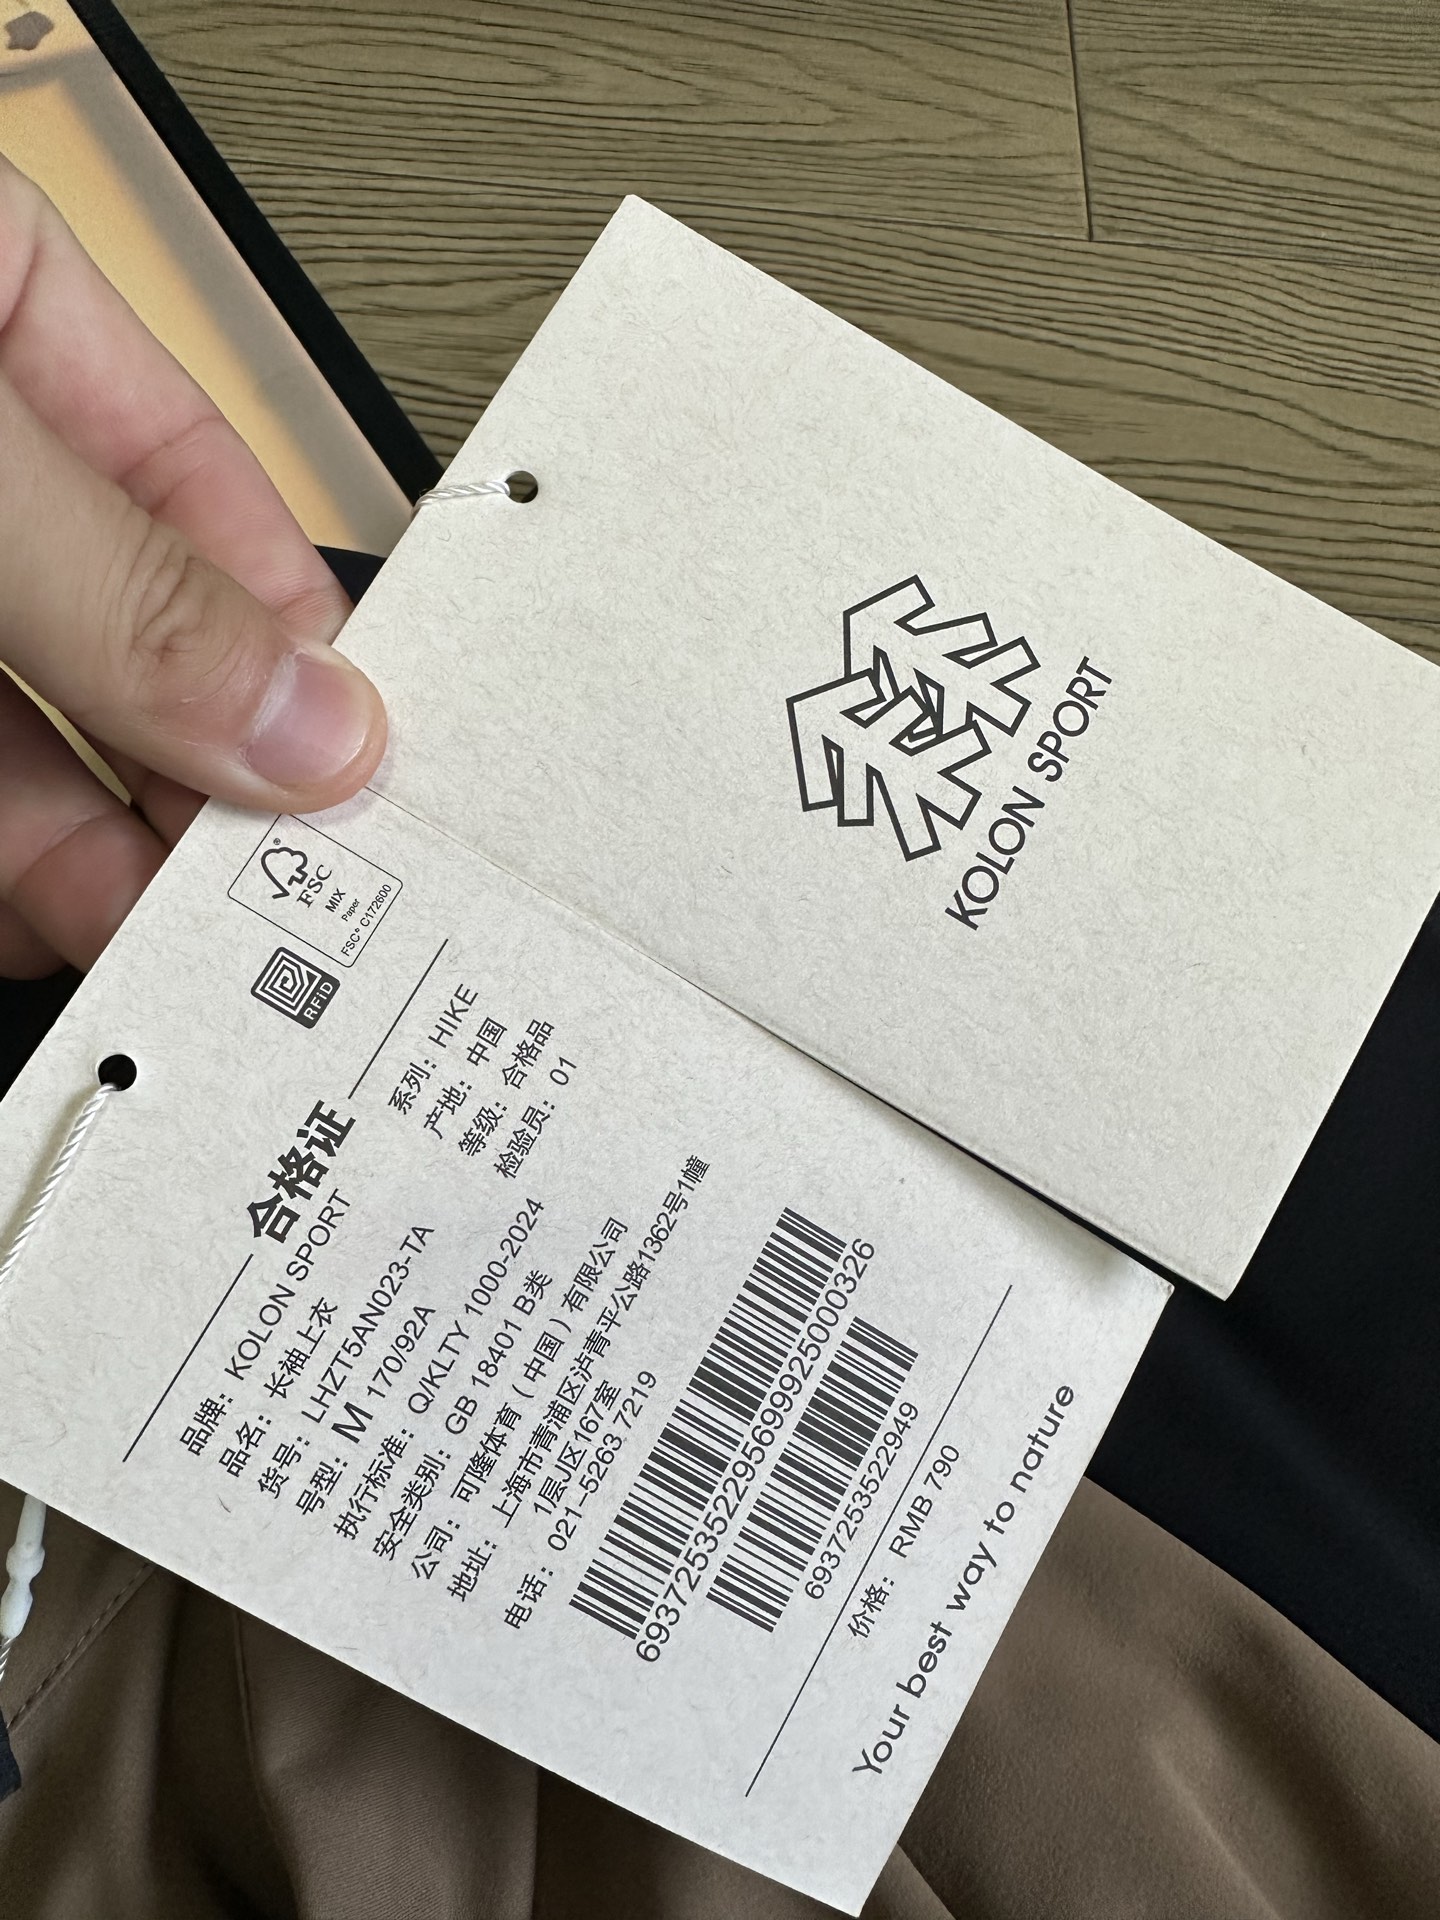 KOLON SPORT
FSC®
MIX
Paper
FSC® C172600
RFID
合格证
品牌：KOLON SPORT
品名：长袖上衣
货号：LHZT5AN023-TA
号型：M 170/92A
执行标准：Q/KLTY 1000-2024
安全类别：GB 18401 B类
公司：可隆体育（中国）有限公司
地址：上海市青浦区沪青平公路1362号1幢
1层J区167室
电话：021-5263 7219
系列：HIKE
产地：中国
等级：合格品
检验员：01
69372535229569992500​0326
6937253522949
价格：RMB 790
Your best way to nature